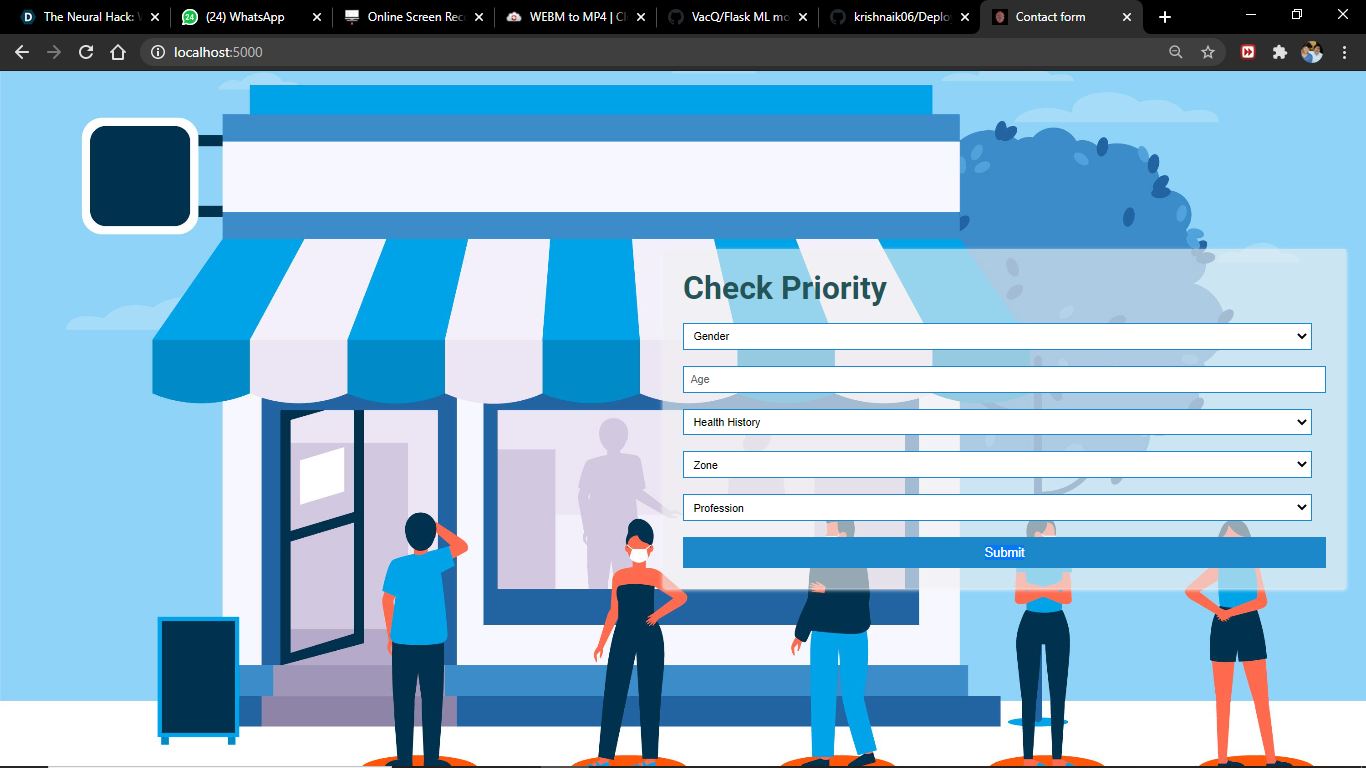 The Neural Hack: 
(24) WhatsApp
Online Screen Rec
WEBM to MP4 | Cl
VacQ/Flask ML mo
krishnaik06/Deplo
Contact form
localhost:5000
Check Priority
Gender
Age
Health History
Zone
Profession
Submit